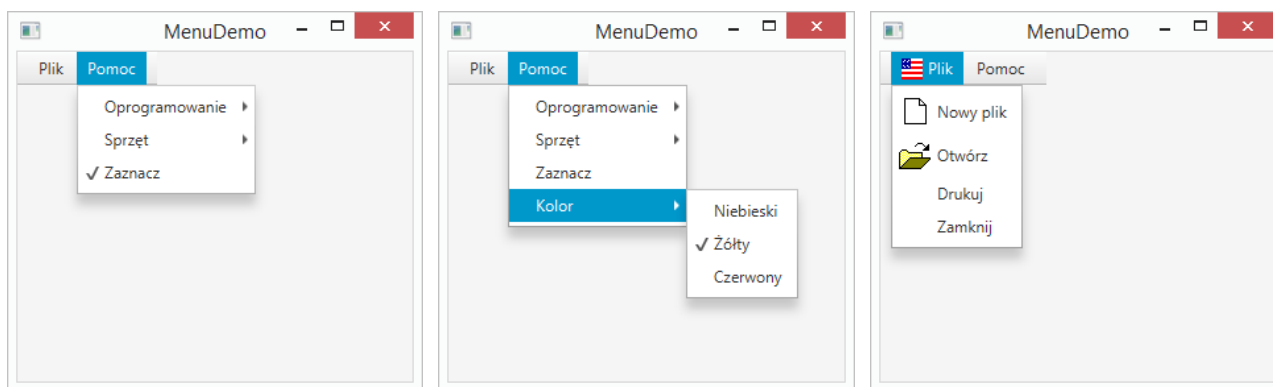 MenuDemo
Plik Pomoc
Oprogramowanie
Sprzęt
Zaznacz
MenuDemo
Plik Pomoc
Oprogramowanie
Sprzęt
Zaznacz
Kolor
Niebieski
Żółty
Czerwony
MenuDemo
Plik Pomoc
Nowy plik
Otwórz
Drukuj
Zamknij